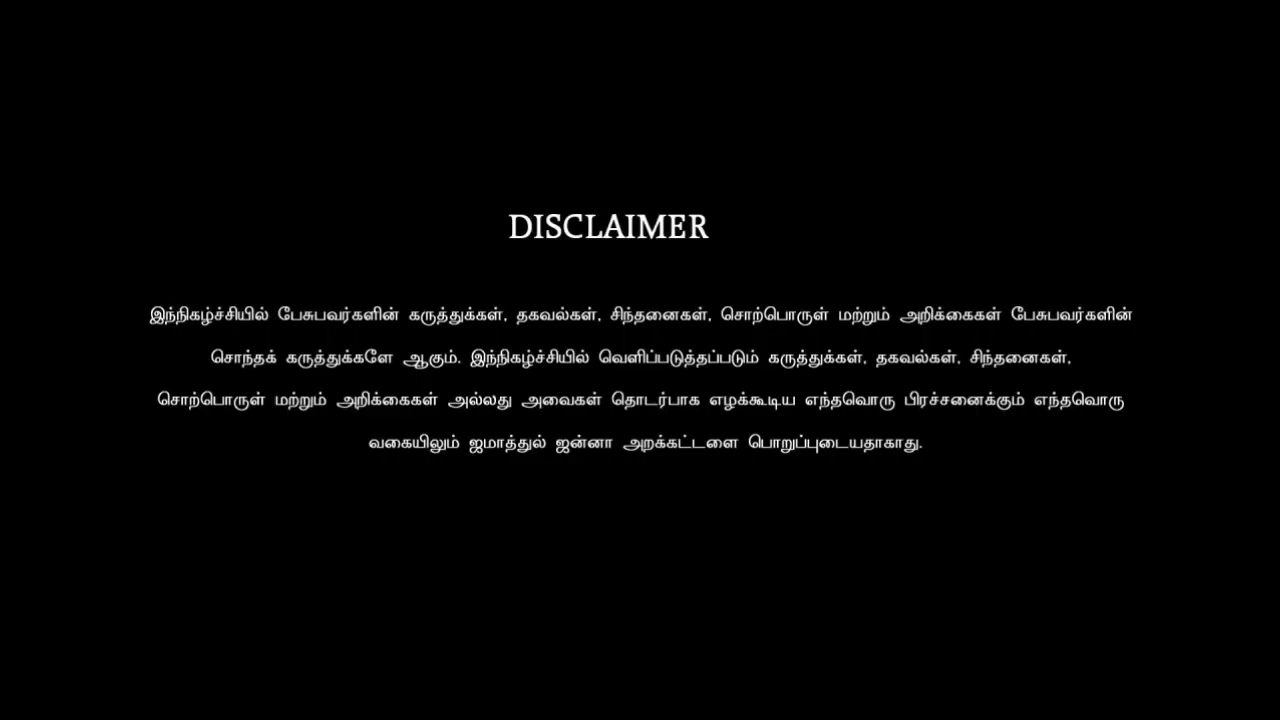 DISCLAIMER
இந்நிகழ்ச்சியில் பேசுபவர்களின் கருத்துக்கள், தகவல்கள், சிந்தனைகள், சொற்பொருள் மற்றும் அறிக்கைகள் பேசுபவர்களின்
சொந்தக் கருத்துக்களே ஆகும். இந்நிகழ்ச்சியில் வெளிப்படுத்தப்படும் கருத்துக்கள், தகவல்கள், சிந்தனைகள்,
சொற்பொருள் மற்றும் அறிக்கைகள் அல்லது அவைகள் தொடர்பாக எழக்கூடிய எந்தவொரு பிரச்சனைக்கும் எந்தவொரு
வகையிலும் ஜமாத்துல் ஜன்னா அறக்கட்டளை பொறுப்புடையதாகாது.